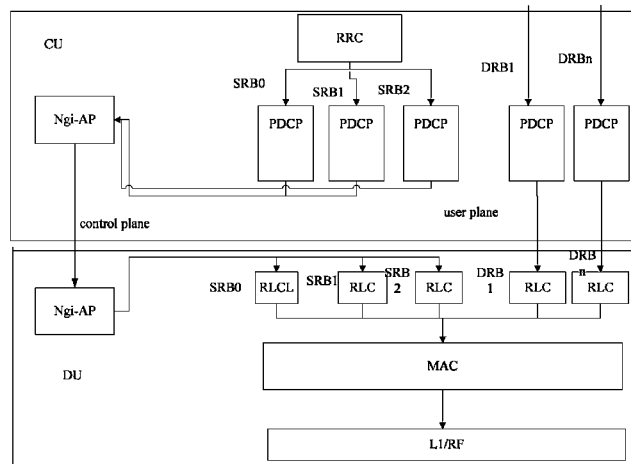 CU
RRC
DRB1
DRBn
SRB0
SRB1
SRB2
Ngi-AP
PDCP
PDCP
PDCP
PDCP
PDCP
control plane
user plane
Ngi-AP
SRB0
RLCL
SRB1
RLC
SRB
2
RLC
DRB
1
RLC
DRB
n
RLC
DU
MAC
L1/RF